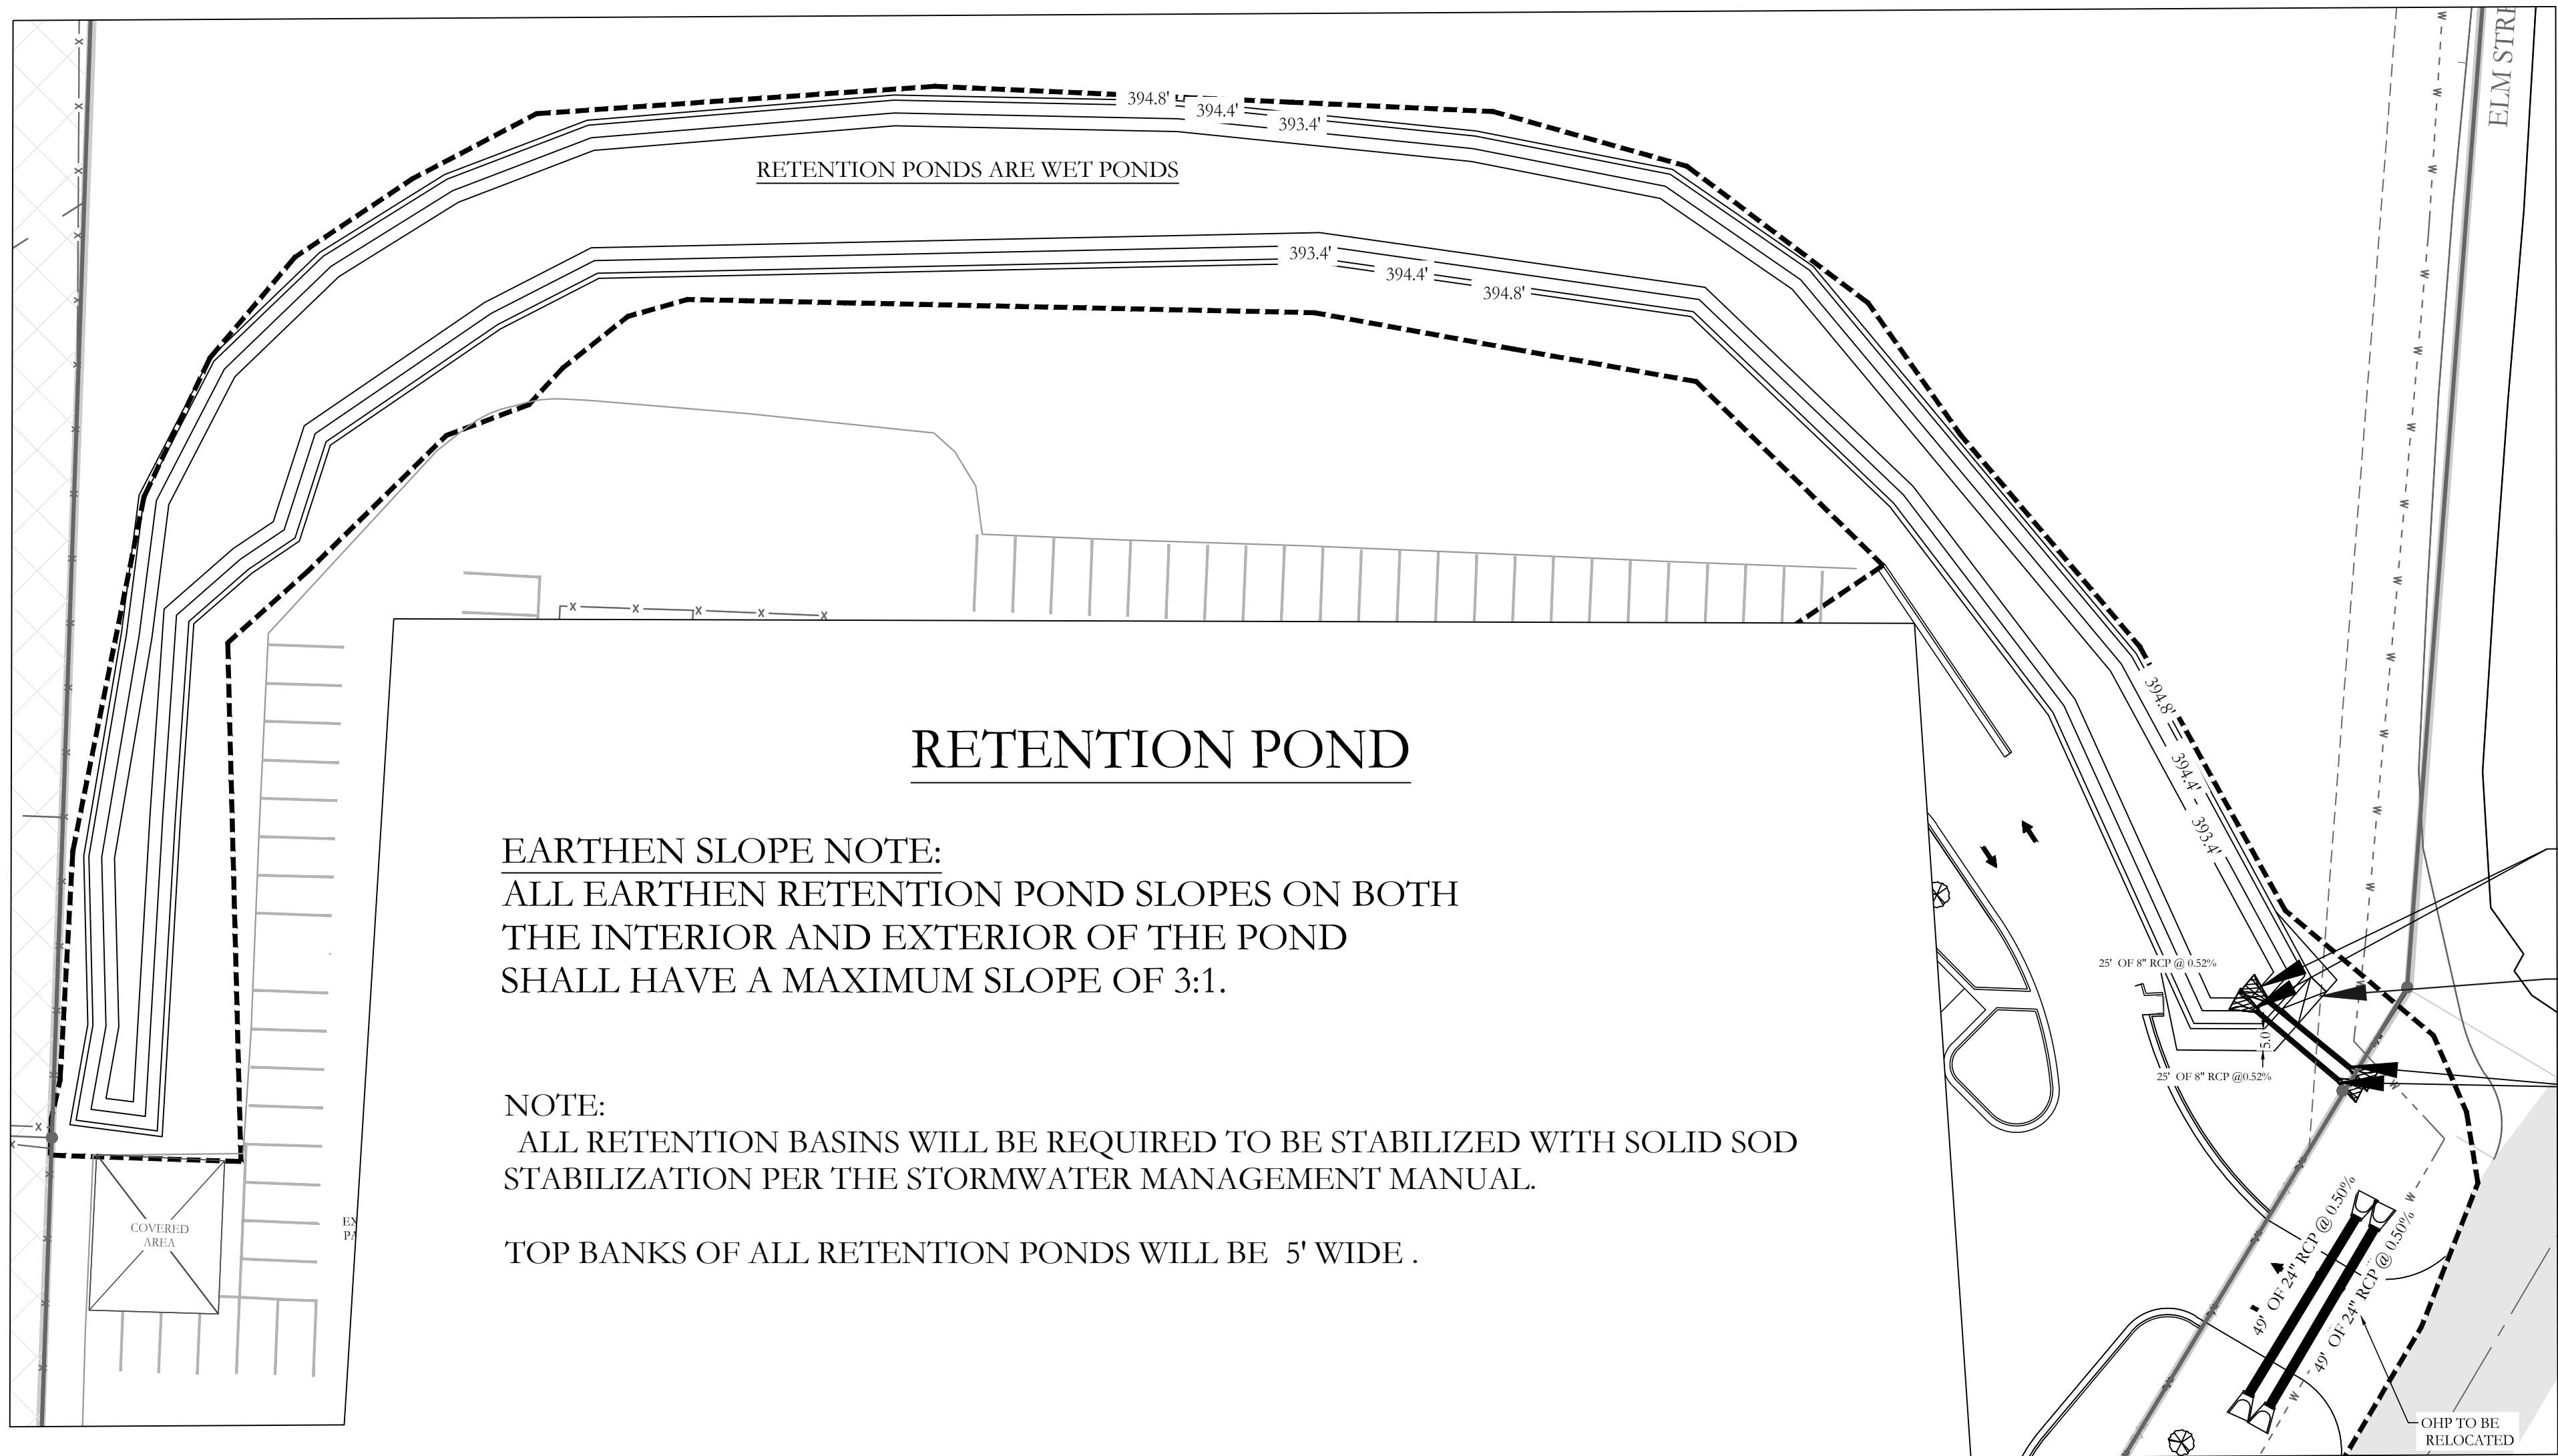 ELM STRE
394.8'
394.4'
393.4'
RETENTION PONDS ARE WET PONDS
393.4'
394.4'
394.8'
RETENTION POND
EARTHEN SLOPE NOTE:
ALL EARTHEN RETENTION POND SLOPES ON BOTH
THE INTERIOR AND EXTERIOR OF THE POND
SHALL HAVE A MAXIMUM SLOPE OF 3:1.
NOTE:
ALL RETENTION BASINS WILL BE REQUIRED TO BE STABILIZED WITH SOLID SOD
STABILIZATION PER THE STORMWATER MANAGEMENT MANUAL.
TOP BANKS OF ALL RETENTION PONDS WILL BE 5' WIDE .
394.8'
394.4'
393.4'
25' OF 8" RCP @ 0.52%
5.0
25' OF 8" RCP @0.52%
COVERED
AREA
EX
PA
49' OF 24" RCP @ 0.50%
49' OF 24" RCP @ 0.50%
OHP TO BE
RELOCATED